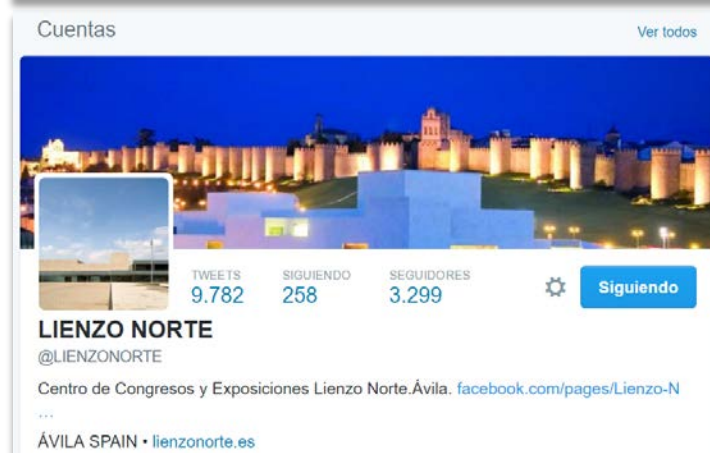 Cuentas
Ver todos
TWEETS SIGUIENDO SEGUIDORES
9.782 258 3.299
Siguiendo
LIENZO NORTE
@LIENZONORTE
Centro de Congresos y Exposiciones Lienzo Norte.Ávila. facebook.com/pages/Lienzo-N
…
ÁVILA SPAIN • lienzonorte.es